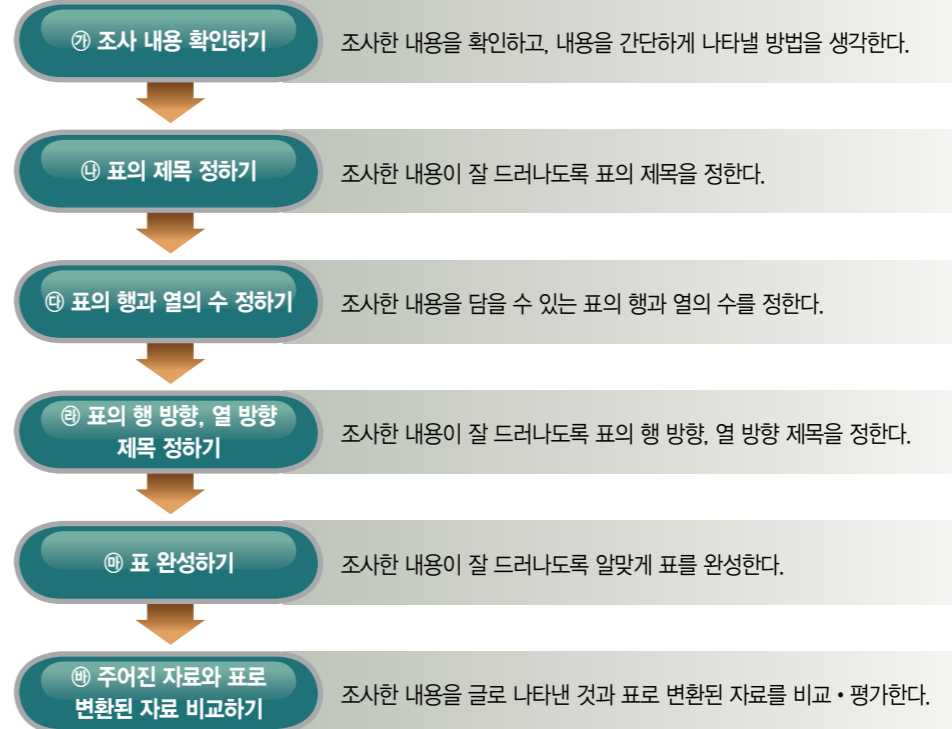 ㉮ 조사 내용 확인하기
조사한 내용을 확인하고, 내용을 간단하게 나타낼 방법을 생각한다.
㉯ 표의 제목 정하기
조사한 내용이 잘 드러나도록 표의 제목을 정한다.
㉰ 표의 행과 열의 수 정하기
조사한 내용을 담을 수 있는 표의 행과 열의 수를 정한다.
㉱ 표의 행 방향, 열 방향
제목 정하기
조사한 내용이 잘 드러나도록 표의 행 방향, 열 방향 제목을 정한다.
㉲ 표 완성하기
조사한 내용이 잘 드러나도록 알맞게 표를 완성한다.
㉳ 주어진 자료와 표로
변환된 자료 비교하기
조사한 내용을 글로 나타낸 것과 표로 변환된 자료를 비교•평가한다.